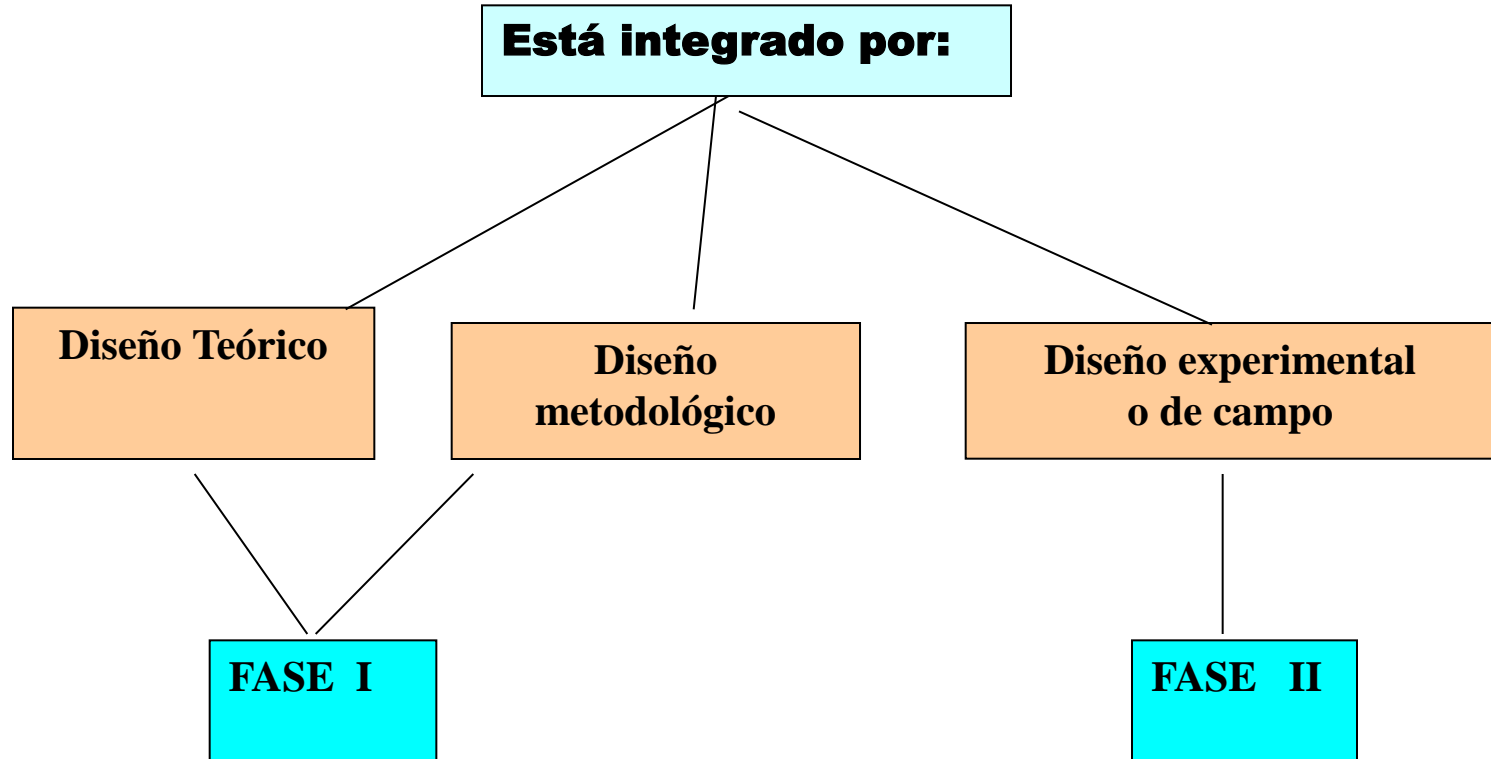 Está integrado por:
Diseño Teórico
Diseño
metodológico
Diseño experimental
o de campo
FASE I
FASE II